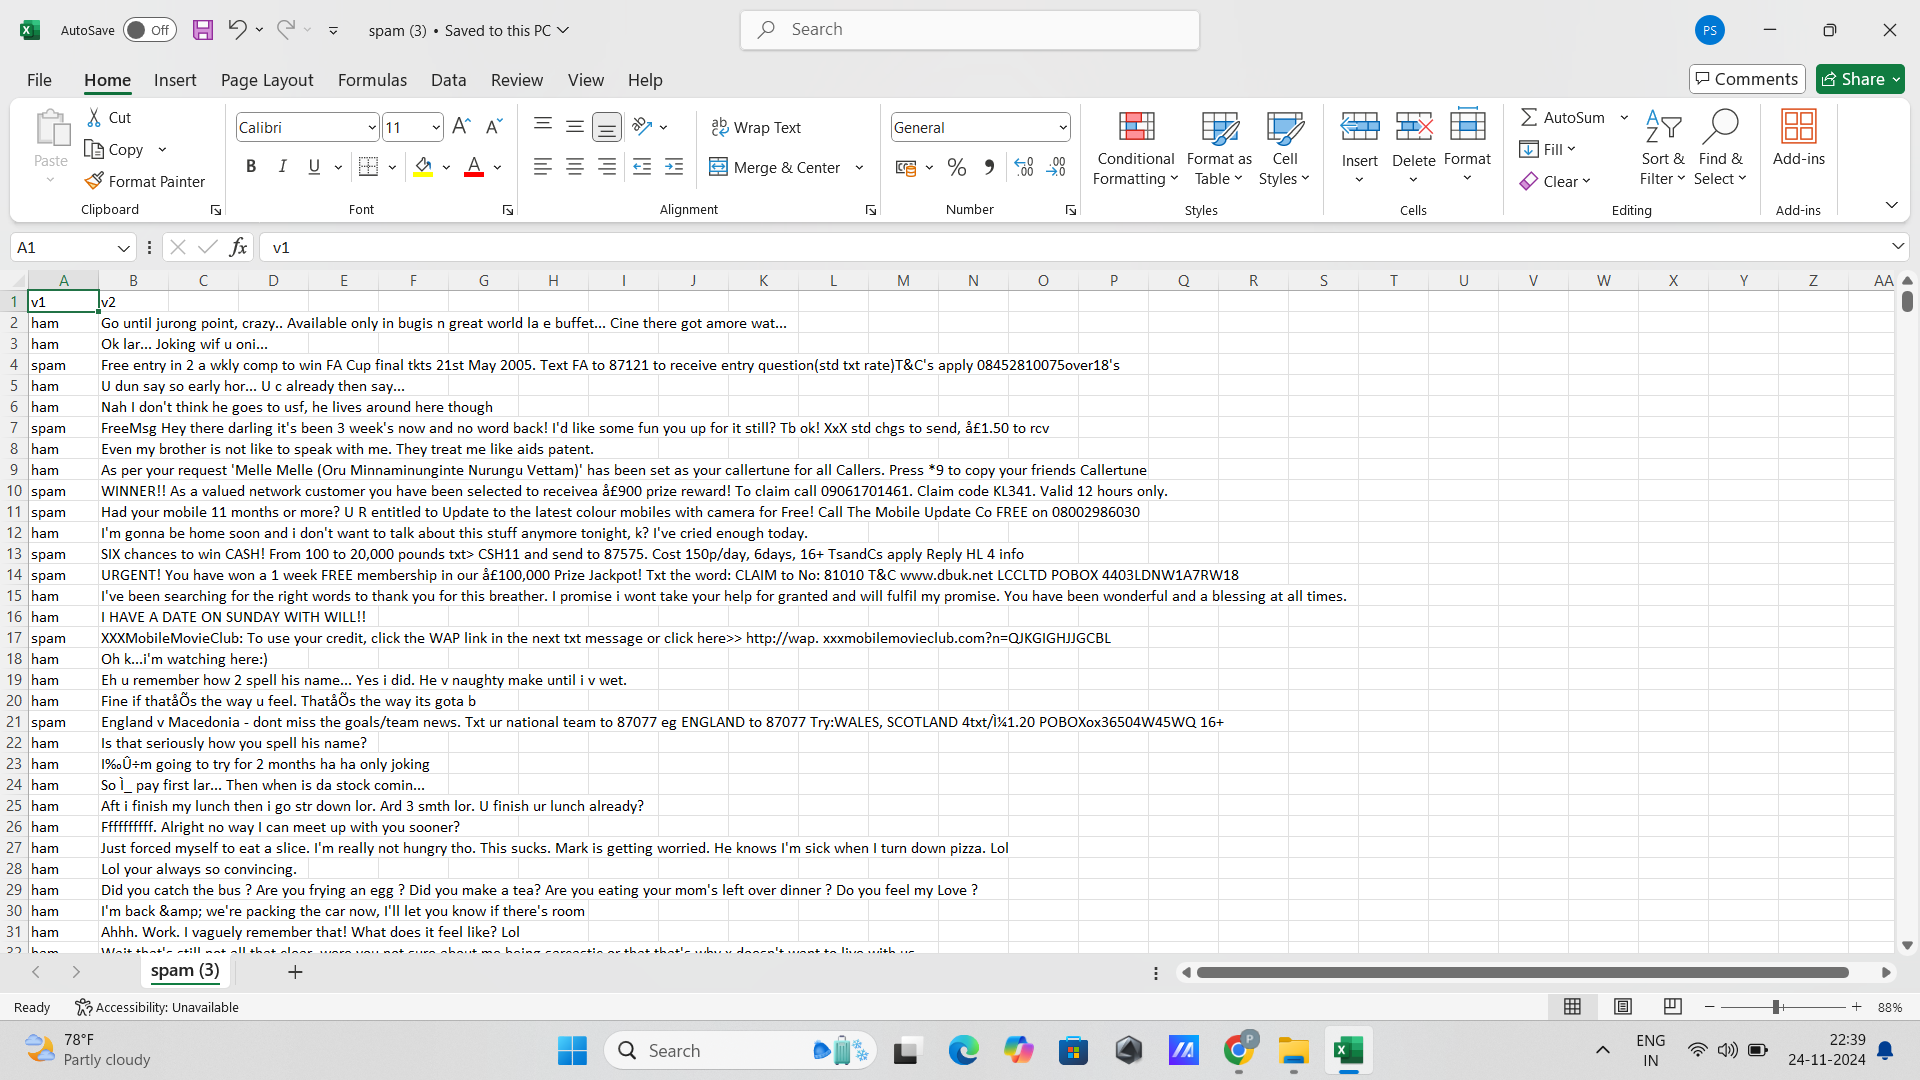 AutoSave Off spam (3) • Saved to this PC Search PS
File Home Insert Page Layout Formulas Data Review View Help Comments Share
Paste Cut Copy Format Painter Clipboard
Calibri 11 B I U A Font
ab Wrap Text Merge & Center Alignment
General % Number
Conditional Formatting Format as Table Cell Styles Styles
Insert Delete Format Cells
AutoSum Fill Clear Sort & Filter Find & Select Editing
Add-ins Add-ins
A1 fx v1
A B C D E F G H I J K L M N O P Q R S T U V W X Y Z AA
1 v1 v2
2 ham Go until jurong point, crazy.. Available only in bugis n great world la e buffet... Cine there got amore wat...
3 ham Ok lar... Joking wif u oni...
4 spam Free entry in 2 a wkly comp to win FA Cup final tkts 21st May 2005. Text FA to 87121 to receive entry question(std txt rate)T&C's apply 08452810075over18's
5 ham U dun say so early hor... U c already then say...
6 ham Nah I don't think he goes to usf, he lives around here though
7 spam FreeMsg Hey there darling it's been 3 week's now and no word back! I'd like some fun you up for it still? Tb ok! XxX std chgs to send, å£1.50 to rcv
8 ham Even my brother is not like to speak with me. They treat me like aids patent.
9 ham As per your request 'Melle Melle (Oru Minnaminunginte Nurungu Vettam)' has been set as your callertune for all Callers. Press *9 to copy your friends Callertune
10 spam WINNER!! As a valued network customer you have been selected to receivea å£900 prize reward! To claim call 09061701461. Claim code KL341. Valid 12 hours only.
11 spam Had your mobile 11 months or more? U R entitled to Update to the latest colour mobiles with camera for Free! Call The Mobile Update Co FREE on 08002986030
12 ham I'm gonna be home soon and i don't want to talk about this stuff anymore tonight, k? I've cried enough today.
13 spam SIX chances to win CASH! From 100 to 20,000 pounds txt> CSH11 and send to 87575. Cost 150p/day, 6days, 16+ TsandCs apply Reply HL 4 info
14 spam URGENT! You have won a 1 week FREE membership in our å£100,000 Prize Jackpot! Txt the word: CLAIM to No: 81010 T&C www.dbuk.net LCCLTD POBOX 4403LDNW1A7RW18
15 ham I've been searching for the right words to thank you for this breather. I promise i wont take your help for granted and will fulfil my promise. You have been wonderful and a blessing at all times.
16 ham I HAVE A DATE ON SUNDAY WITH WILL!!
17 spam XXXMobileMovieClub: To use your credit, click the WAP link in the next txt message or click here>> http://wap. xxxmobilemovieclub.com?n=QJKGIGHJJGCBL
18 ham Oh k...i'm watching here:)
19 ham Eh u remember how 2 spell his name... Yes i did. He v naughty make until i v wet.
20 ham Fine if thatåÕs the way u feel. ThatåÕs the way its gota b
21 spam England v Macedonia - dont miss the goals/team news. Txt ur national team to 87077 eg ENGLAND to 87077 Try:WALES, SCOTLAND 4txt/Ì¼1.20 POBOXox36504W45WQ 16+
22 ham Is that seriously how you spell his name?
23 ham I‰Û÷m going to try for 2 months ha ha only joking
24 ham So Ì_ pay first lar... Then when is da stock comin...
25 ham Aft i finish my lunch then i go str down lor. Ard 3 smth lor. U finish ur lunch already?
26 ham Ffffffffff. Alright no way I can meet up with you sooner?
27 ham Just forced myself to eat a slice. I'm really not hungry tho. This sucks. Mark is getting worried. He knows I'm sick when I turn down pizza. Lol
28 ham Lol your always so convincing.
29 ham Did you catch the bus ? Are you frying an egg ? Did you make a tea? Are you eating your mom's left over dinner ? Do you feel my Love ?
30 ham I'm back &amp; we're packing the car now, I'll let you know if there's room
31 ham Ahhh. Work. I vaguely remember that! What does it feel like? Lol
32 ham Wait that's still not all that clear, were you not sure about me being sarcastic or that that's why x doesn't want to live with us
spam (3)
Ready Accessibility: Unavailable 88%
78°F
Partly cloudy
Search
ENG
IN
22:39
24-11-2024